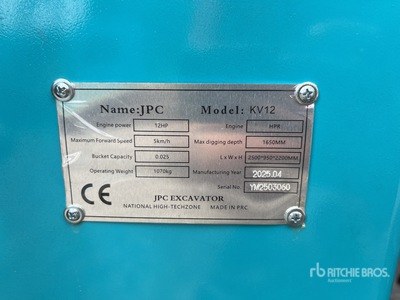 Name:JPC Model: KV12
Engine power 12HP Engine HPR
Maximum Forward Speed 5km/h Max digging depth 1650MM
Bucket Capacity 0.025 LxWxH 2500*950*2200MM
Operating Weight 1070kg Manufacturing Year 2025.04
Serial No. YM2503060
CE JPC EXCAVATOR
NATIONAL HIGH-TECHZONE MADE IN PRC
rb RITCHIE BROS.
Auctioneers